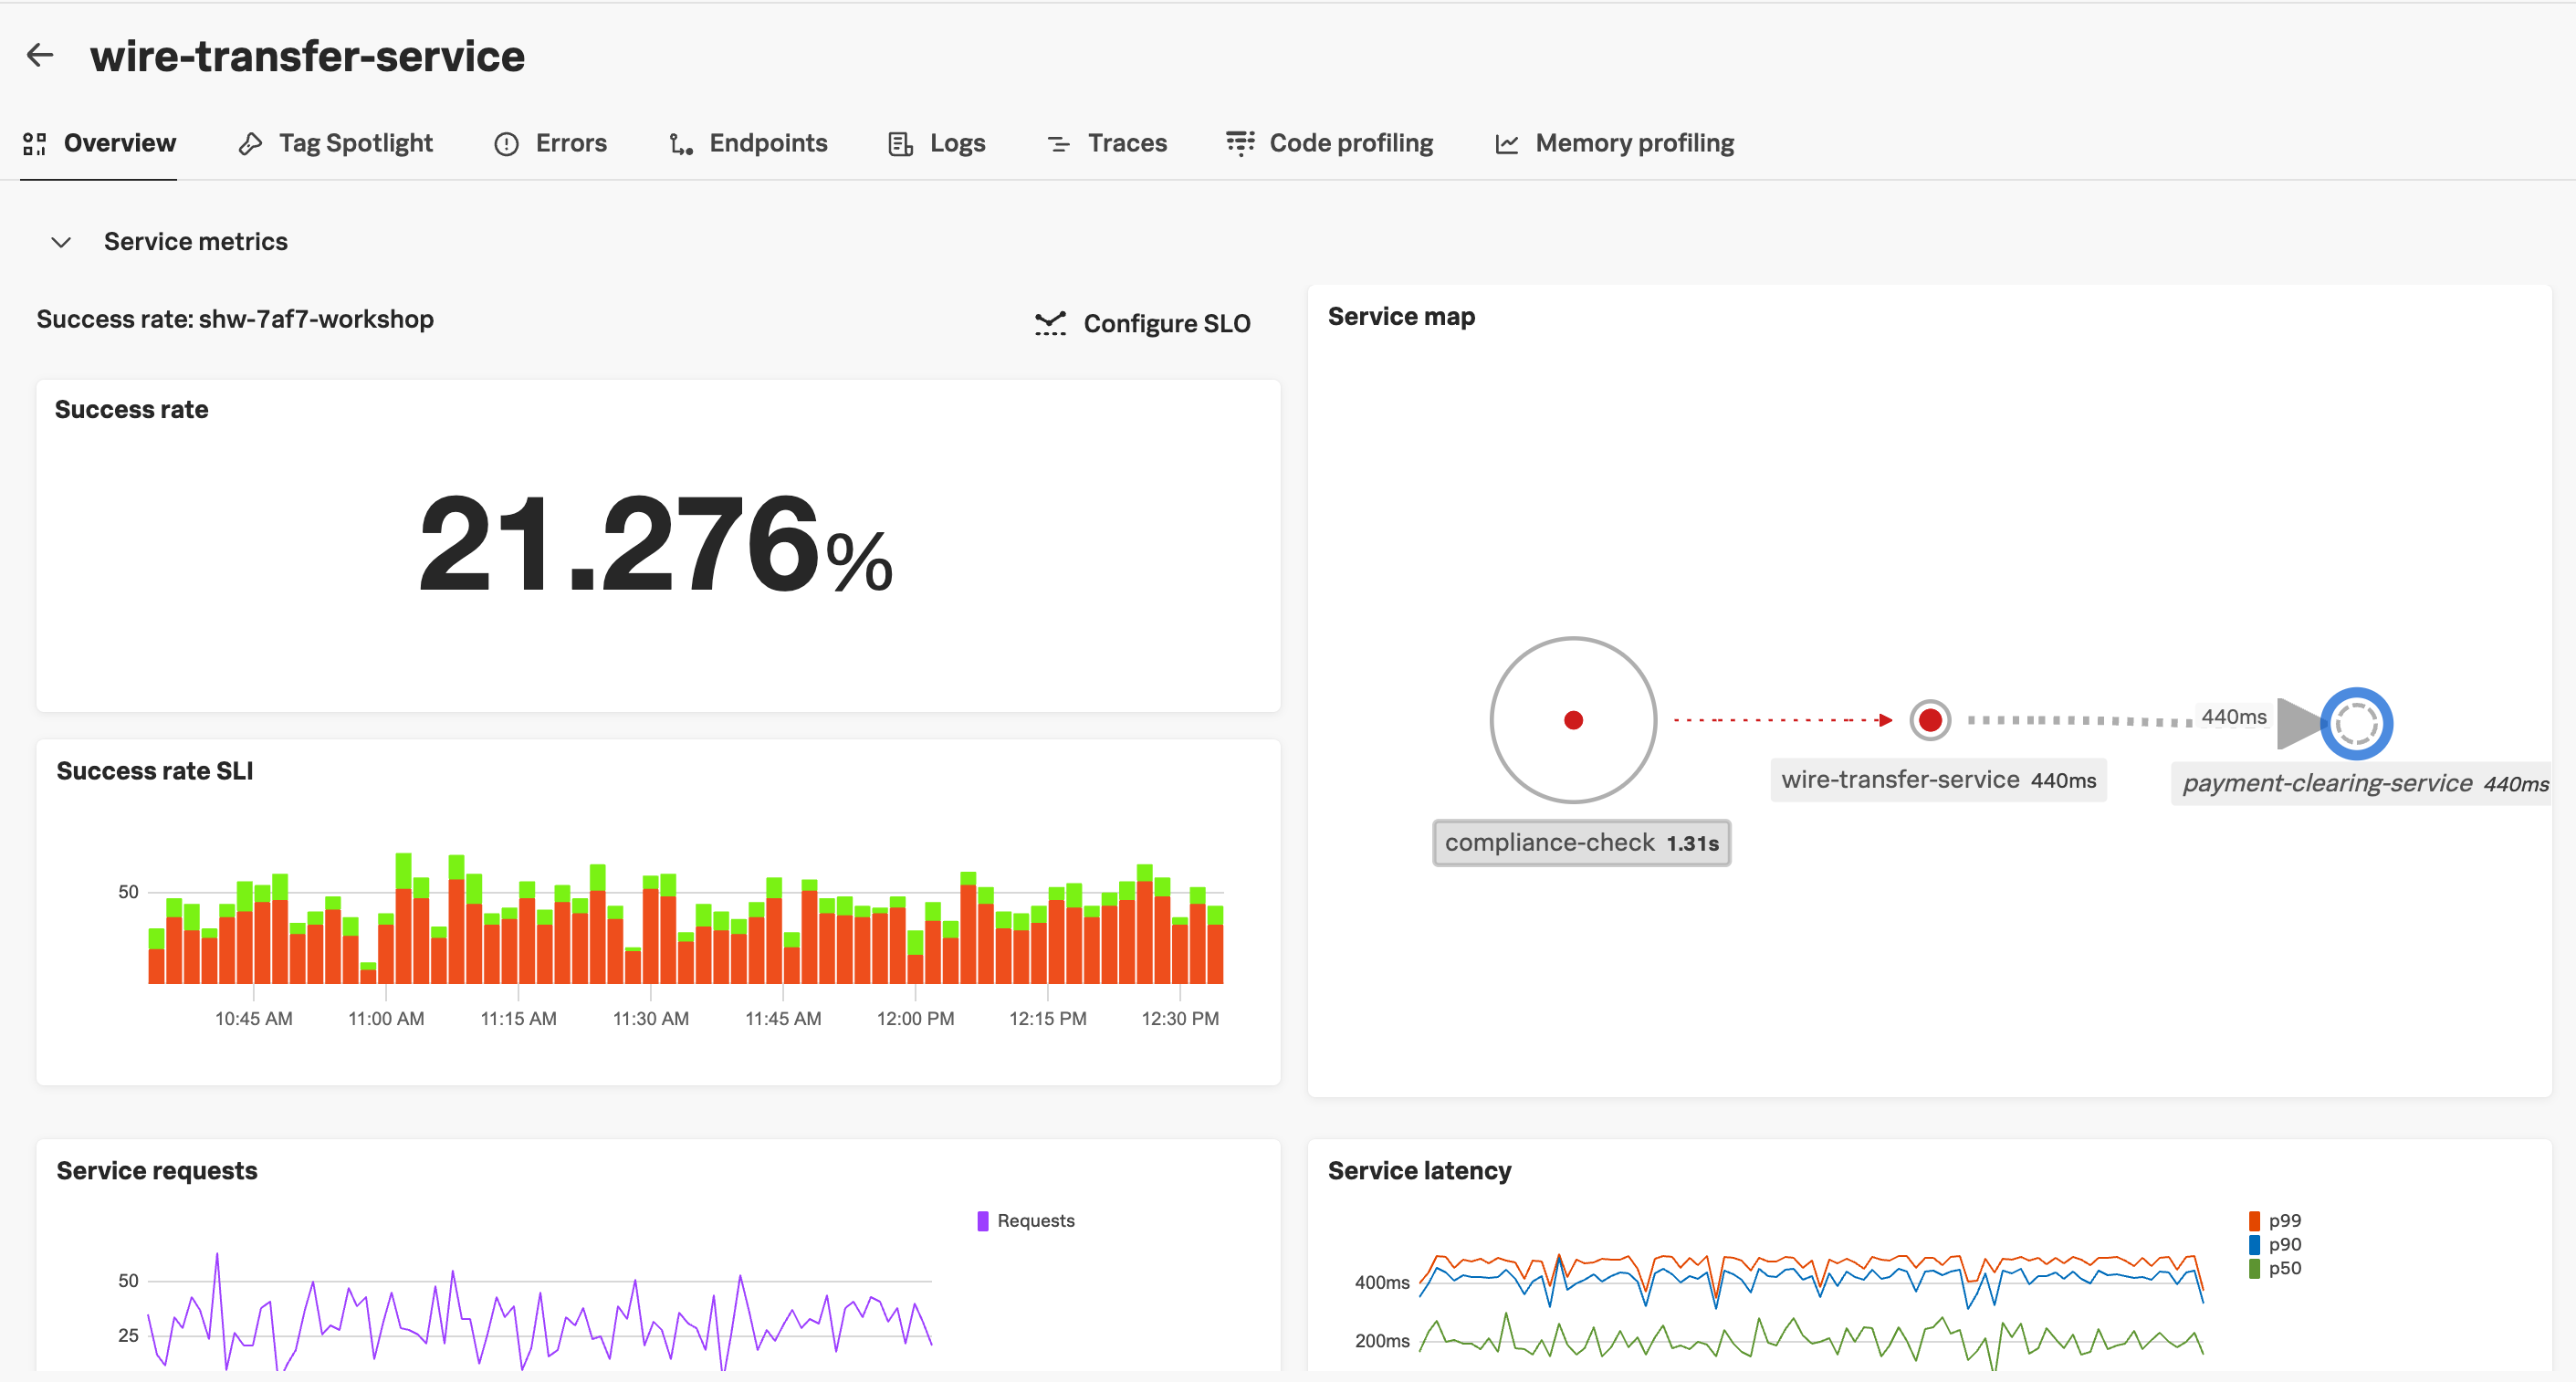 wire-transfer-service
Overview
Tag Spotlight
Errors
Endpoints
Logs
Traces
Code profiling
Memory profiling
Service metrics
Success rate: shw-7af7-workshop
Configure SLO
Success rate
21.276%
Success rate SLI
50
10:45 AM
11:00 AM
11:15 AM
11:30 AM
11:45 AM
12:00 PM
12:15 PM
12:30 PM
Service map
440ms
wire-transfer-service 440ms
payment-clearing-service 440ms
compliance-check 1.31s
Service requests
Requests
50
25
Service latency
p99
p90
p50
400ms
200ms